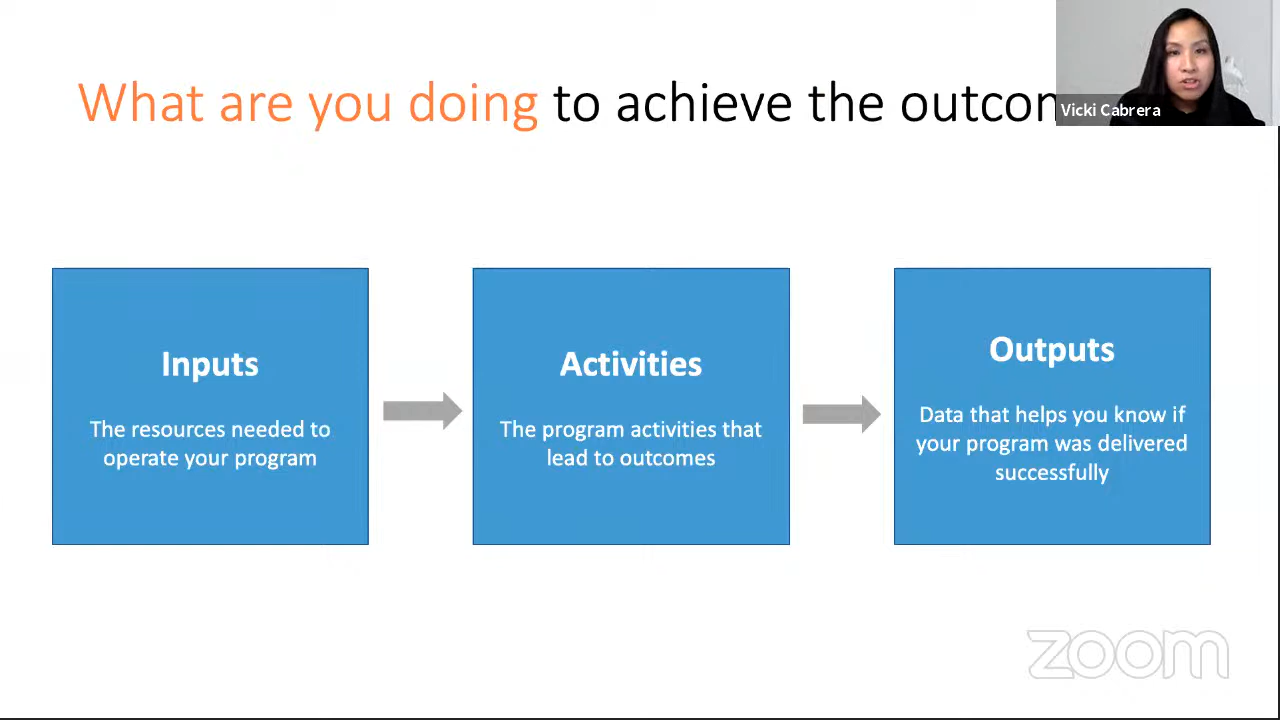 What are you doing to achieve the outcom
Vicki Cabrera
Inputs
The resources needed to
operate your program
Activities
The program activities that
lead to outcomes
Outputs
Data that helps you know if
your program was delivered
successfully
zoom